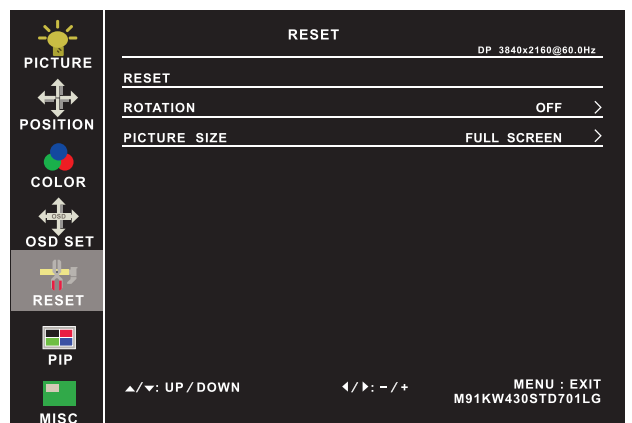 RESET
DP 3840x2160@60.0Hz
PICTURE
POSITION
COLOR
OSD
OSD SET
RESET
PIP
MISC
RESET
ROTATION OFF >
PICTURE SIZE FULL SCREEN >
▲/▼: UP/DOWN ◀/▶: -/+ MENU : EXIT
M91KW430STD701LG